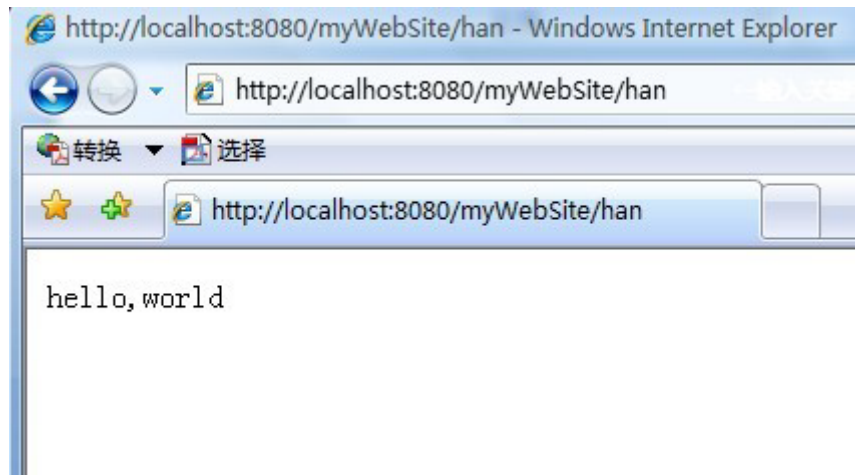 http://localhost:8080/myWebSite/han - Windows Internet Explorer
http://localhost:8080/myWebSite/han
转换 选择
http://localhost:8080/myWebSite/han
hello,world